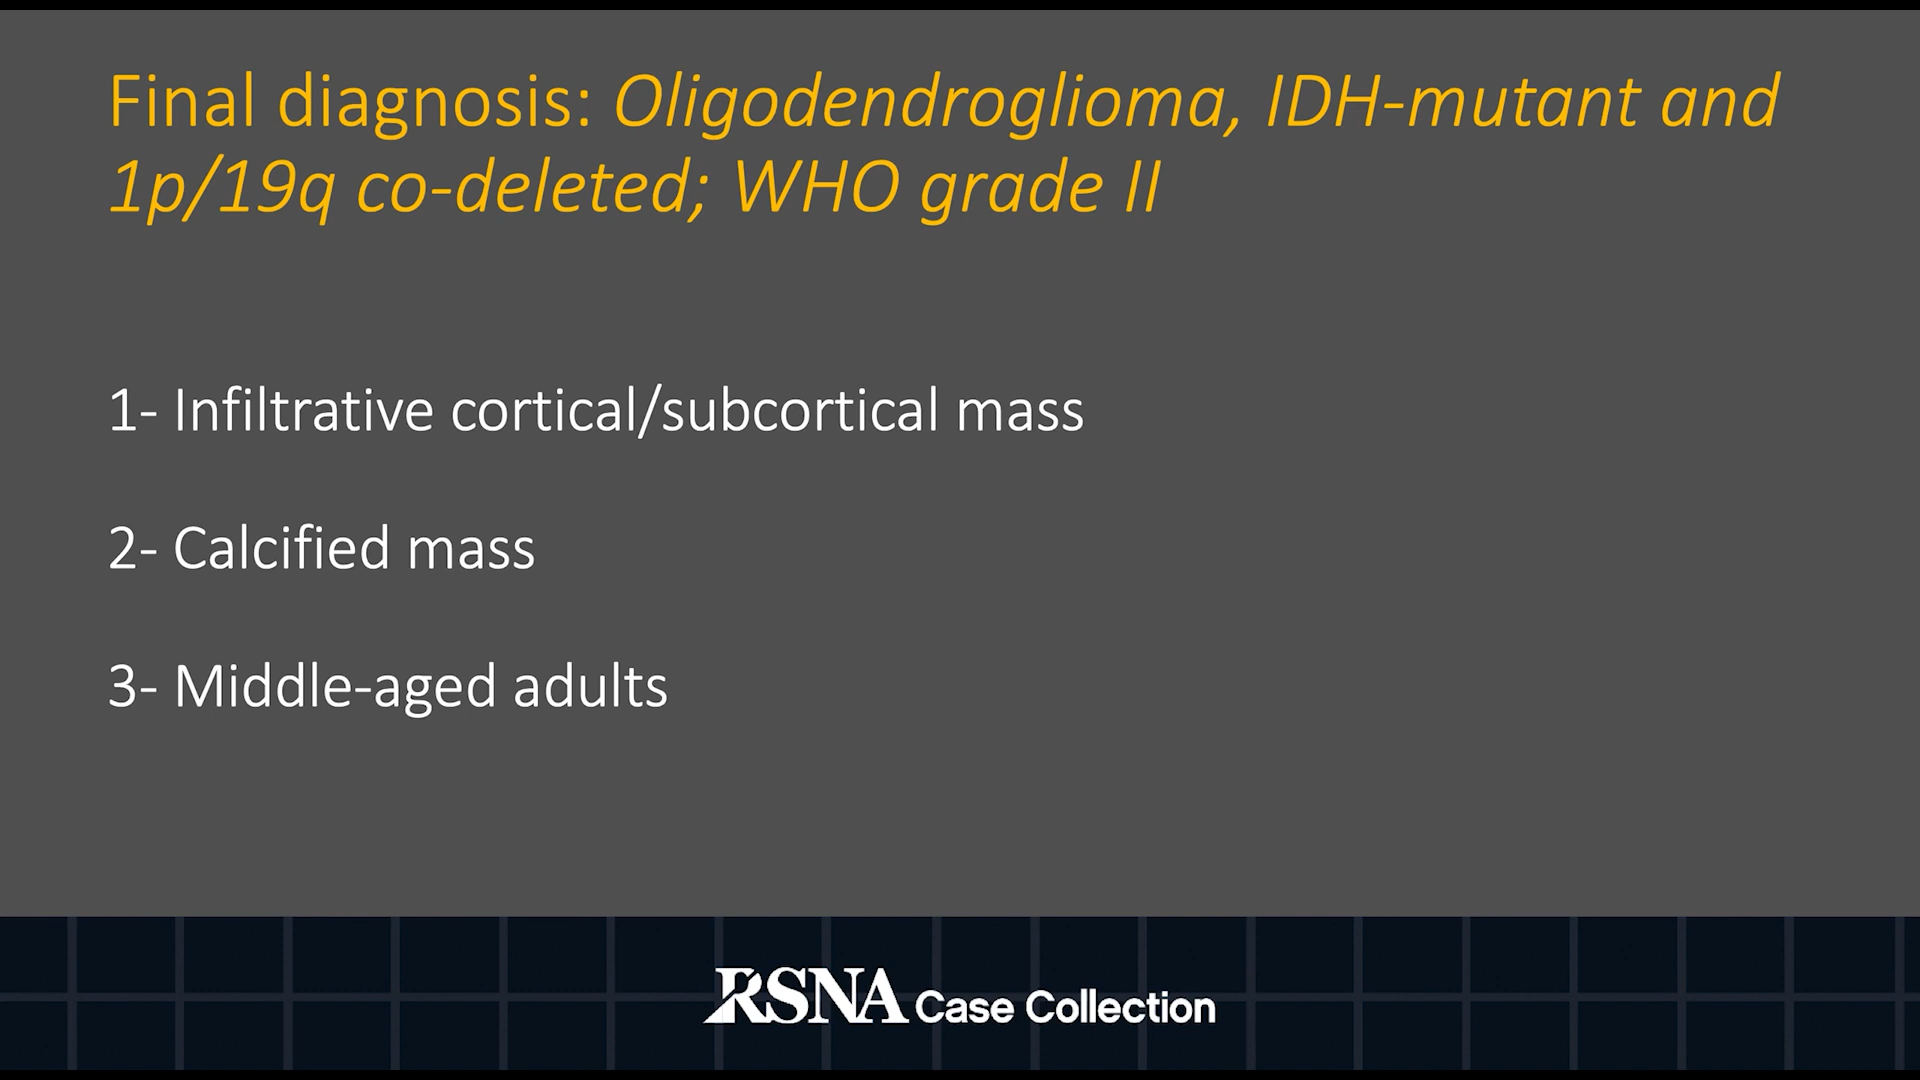 Final diagnosis: Oligodendroglioma, IDH-mutant and
1p/19q co-deleted; WHO grade II
1- Infiltrative cortical/subcortical mass
2- Calcified mass
3- Middle-aged adults
RSNA Case Collection